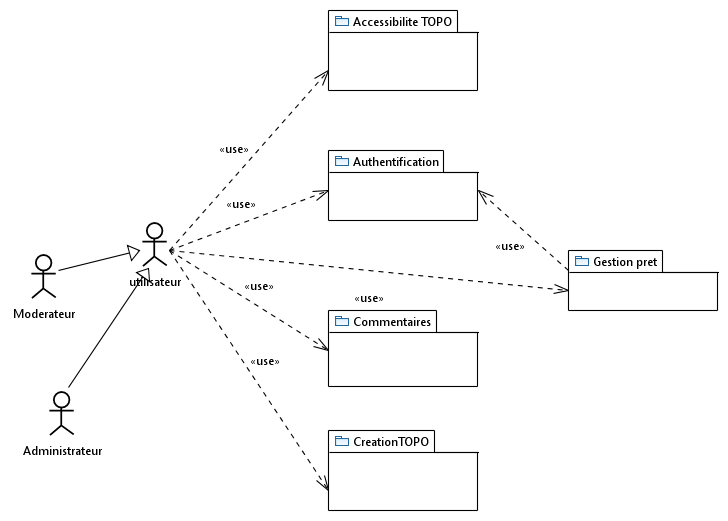 Accessibilite TOPO
«use»
Authentification
«use»
utilisateur
«use»
Gestion pret
Moderateur
«use»
«use»
Commentaires
«use»
CreationTOPO
Administrateur